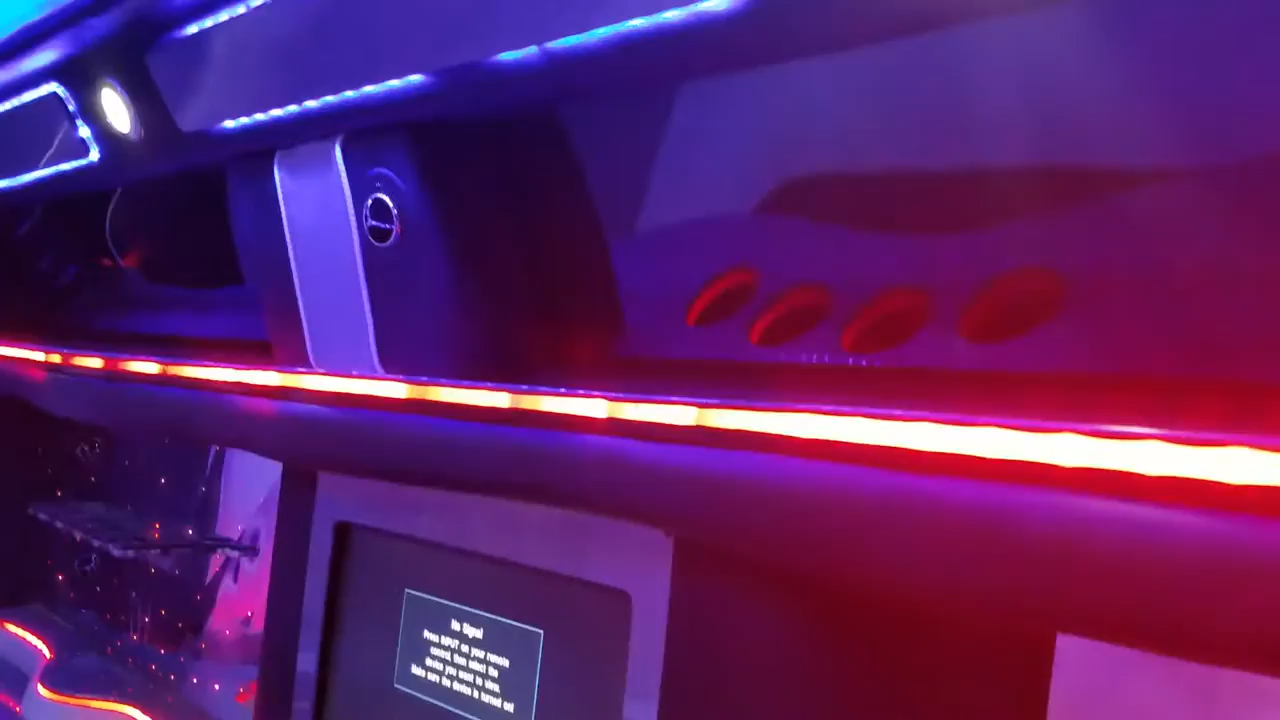 No Signal
Press INPUT on your remote
control, then select the
device you want to view.
Make sure the device is turned on!